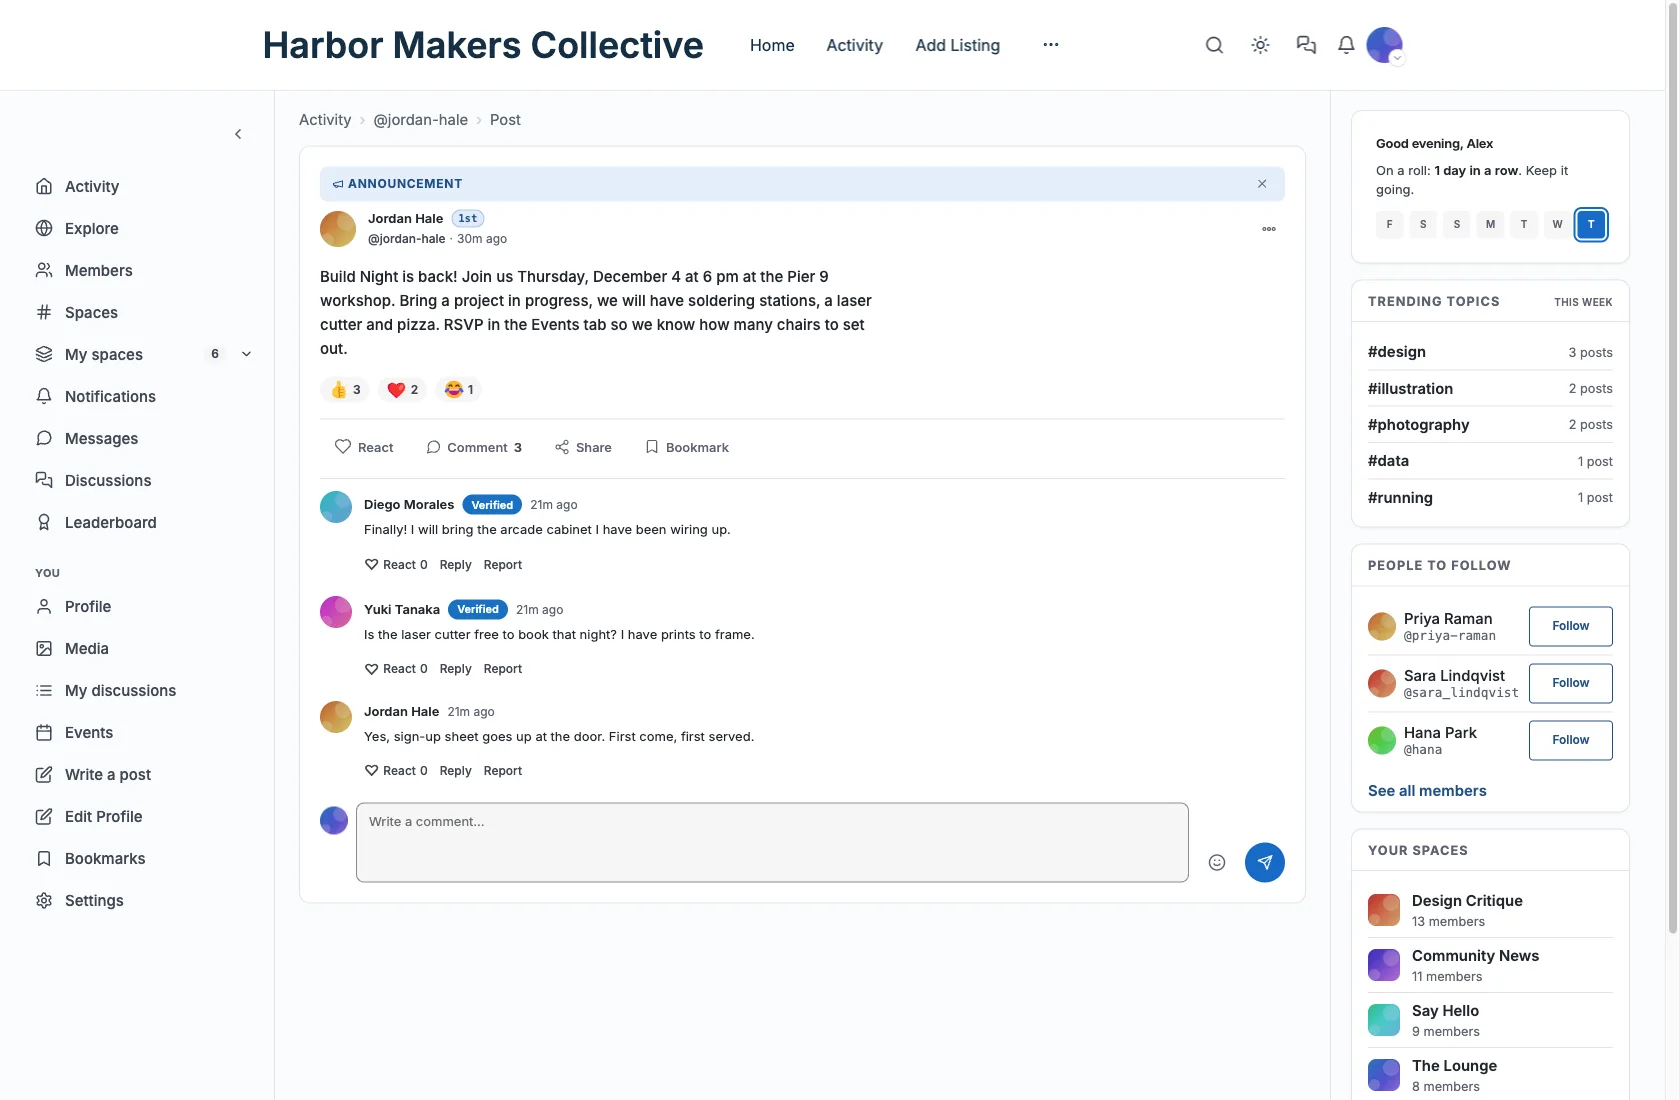 Harbor Makers Collective
Home
Activity
Add Listing
Activity
Explore
Members
Spaces
My spaces 6
Notifications
Messages
Discussions
Leaderboard
YOU
Profile
Media
My discussions
Events
Write a post
Edit Profile
Bookmarks
Settings
Activity › @jordan-hale › Post
ANNOUNCEMENT
Jordan Hale 1st
@jordan-hale · 30m ago
Build Night is back! Join us Thursday, December 4 at 6 pm at the Pier 9
workshop. Bring a project in progress, we will have soldering stations, a laser
cutter and pizza. RSVP in the Events tab so we know how many chairs to set
out.
👍 3 ❤️ 2 😂 1
React Comment 3 Share Bookmark
Diego Morales Verified 21m ago
Finally! I will bring the arcade cabinet I have been wiring up.
React 0 Reply Report
Yuki Tanaka Verified 21m ago
Is the laser cutter free to book that night? I have prints to frame.
React 0 Reply Report
Jordan Hale 21m ago
Yes, sign-up sheet goes up at the door. First come, first served.
React 0 Reply Report
Write a comment...
Good evening, Alex
On a roll: 1 day in a row. Keep it
going.
F S S M T W T
TRENDING TOPICS THIS WEEK
#design 3 posts
#illustration 2 posts
#photography 2 posts
#data 1 post
#running 1 post
PEOPLE TO FOLLOW
Priya Raman
@priya-raman
Follow
Sara Lindqvist
@sara_lindqvist
Follow
Hana Park
@hana
Follow
See all members
YOUR SPACES
Design Critique
13 members
Community News
11 members
Say Hello
9 members
The Lounge
8 members